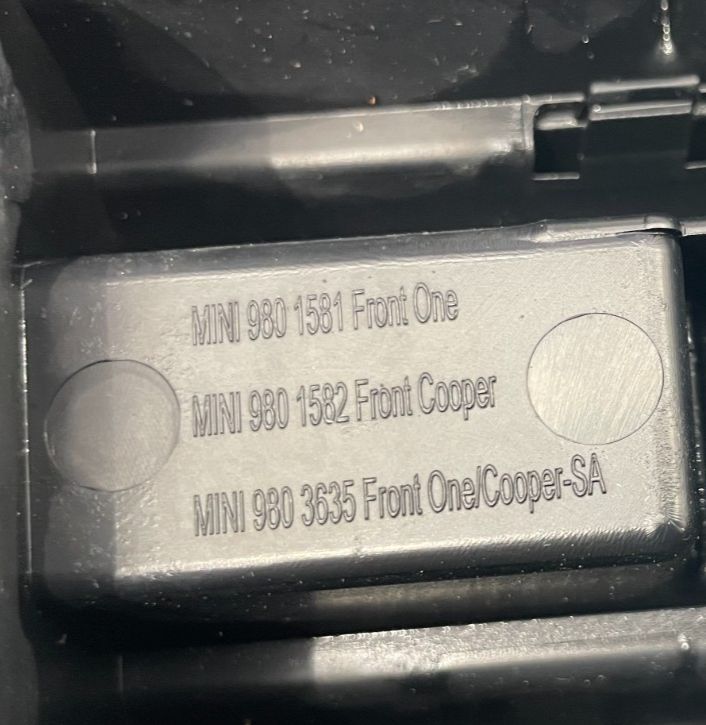 MINI 980 1581 Front One
MINI 980 1582 Front Cooper
MINI 980 3635 Front One/Cooper-SA